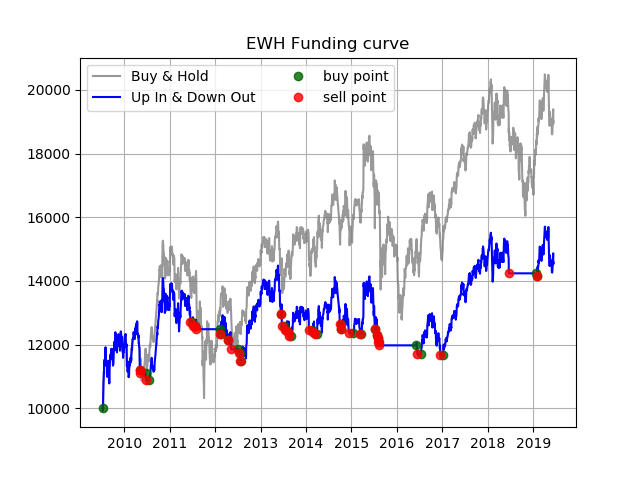 EWH Funding curve
Buy & Hold
Up In & Down Out
buy point
sell point
20000
18000
16000
14000
12000
10000
2010 2011 2012 2013 2014 2015 2016 2017 2018 2019